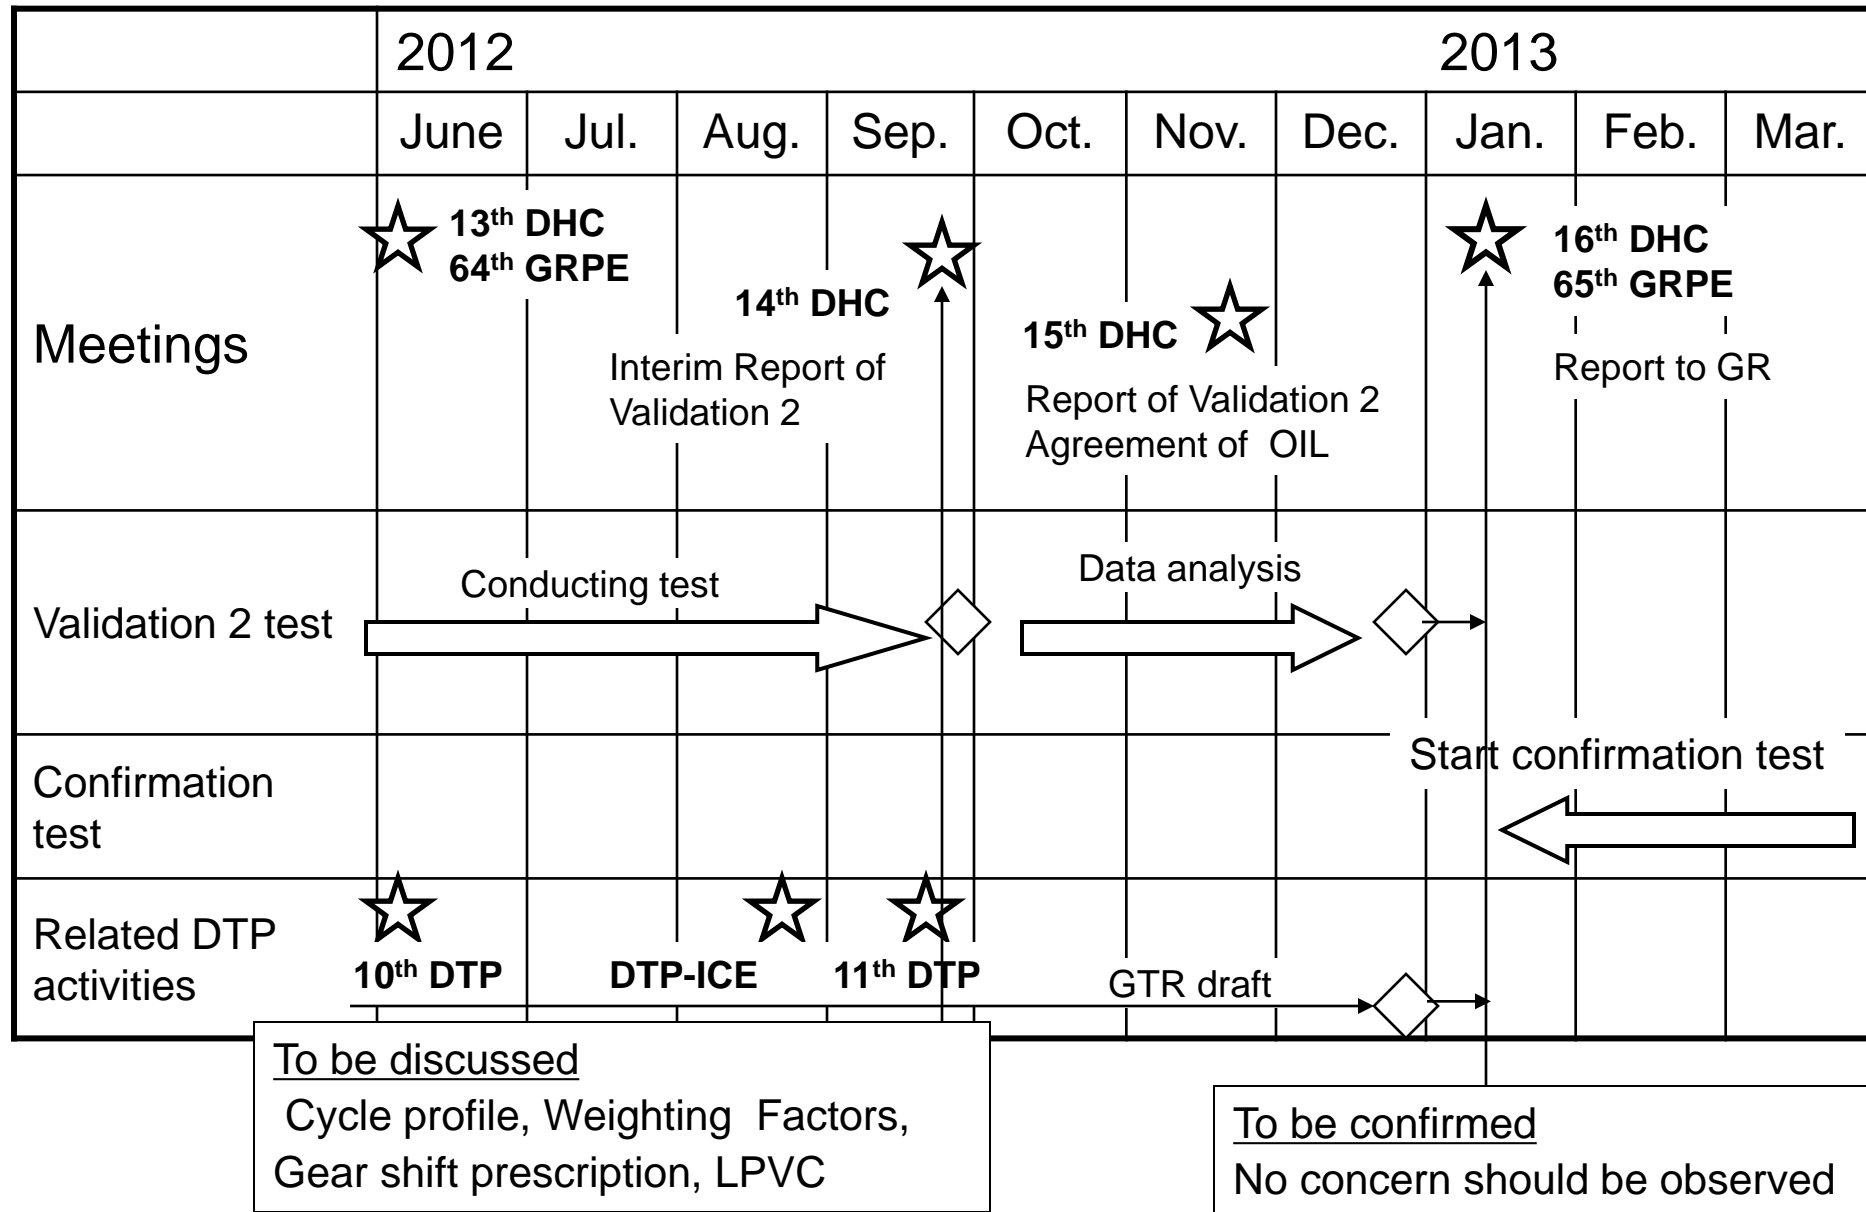 2012 2013
June Jul. Aug. Sep. Oct. Nov. Dec. Jan. Feb. Mar.
Meetings
13th DHC
64th GRPE
14th DHC
Interim Report of
Validation 2
15th DHC
Report of Validation 2
Agreement of OIL
16th DHC
65th GRPE
Report to GR
Validation 2 test
Conducting test
Data analysis
Confirmation
test
Start confirmation test
Related DTP
activities
10th DTP
DTP-ICE
11th DTP
GTR draft
To be discussed
Cycle profile, Weighting Factors,
Gear shift prescription, LPVC
To be confirmed
No concern should be observed